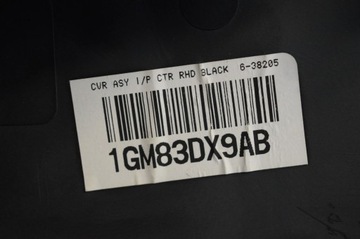 CVR ASY I/P CTR RHD BLACK 6-38205
1GM83DX9AB